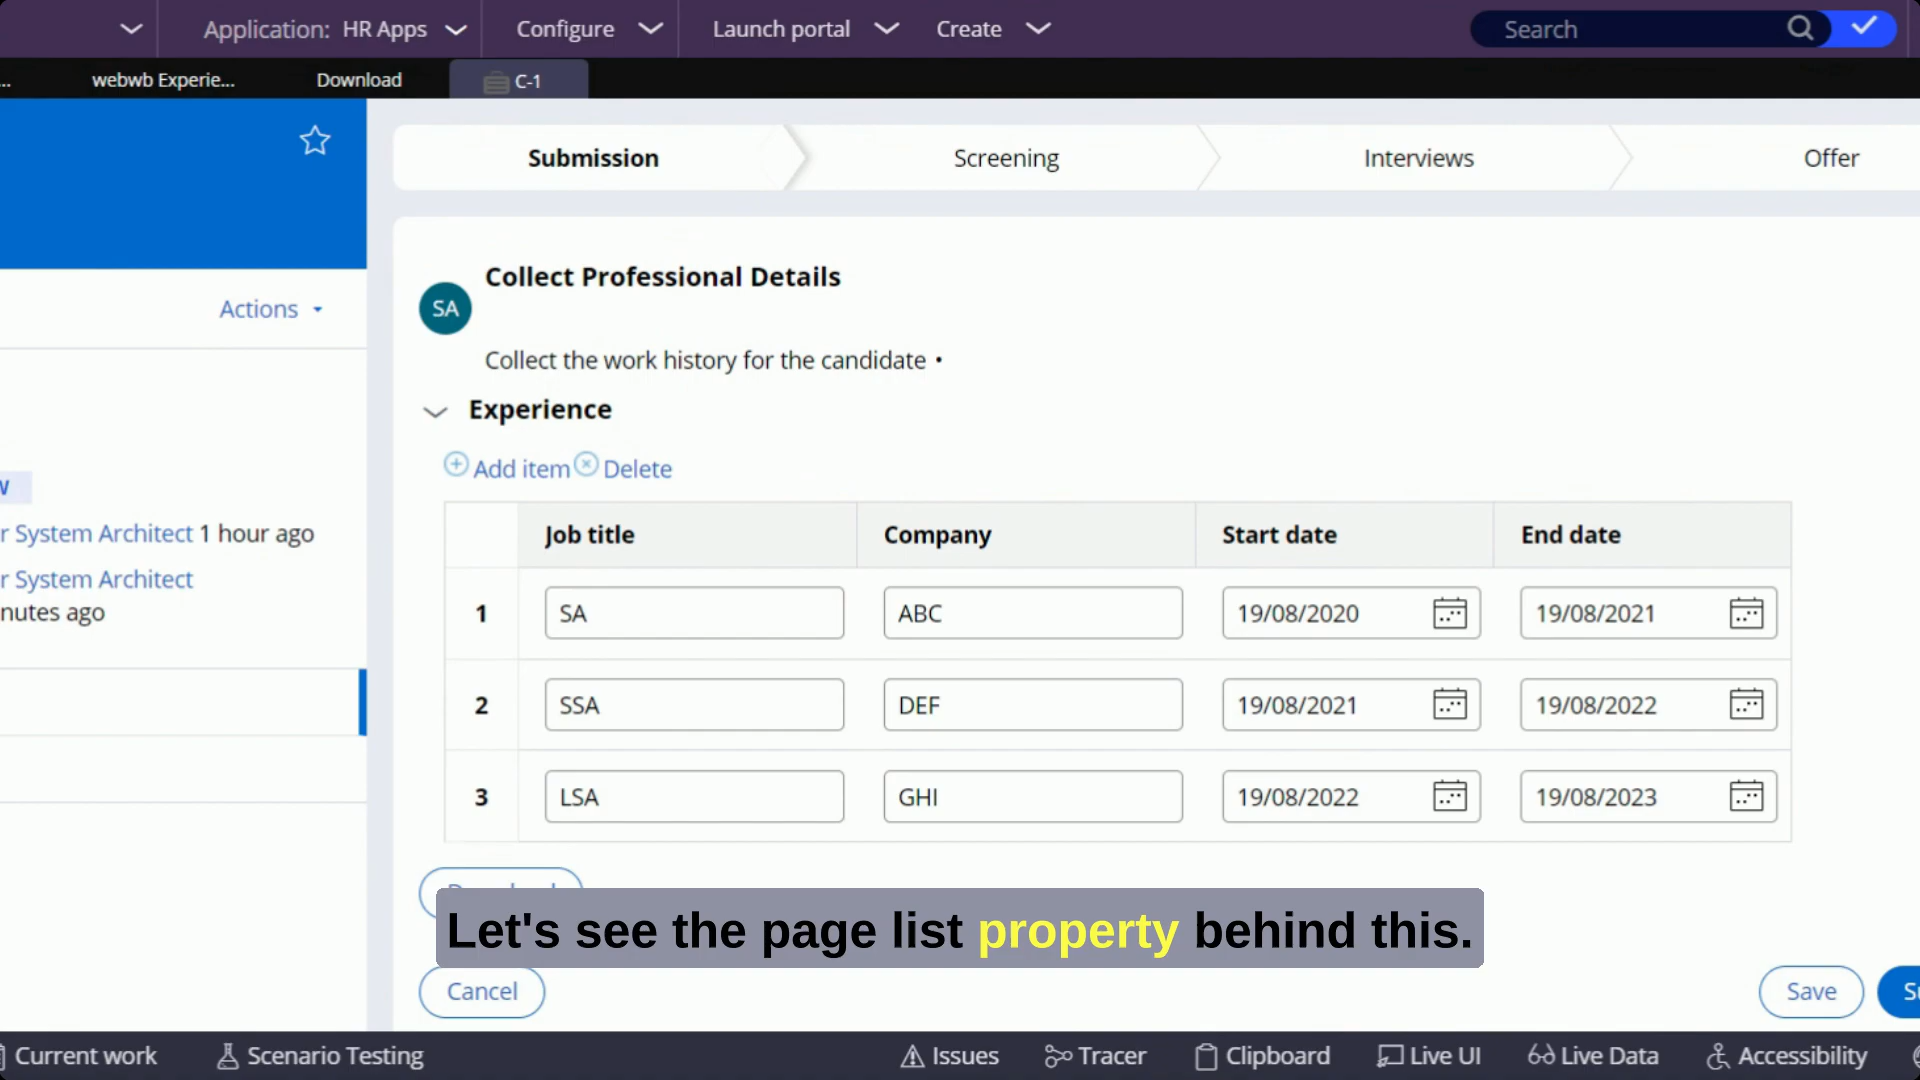 Application: HR Apps
Configure
Launch portal
Create
Search
webwb Experie...
Download
C-1
Submission
Screening
Interviews
Offer
Collect Professional Details
SA
Actions
Collect the work history for the candidate •
Experience
Add item
Delete
Job title
Company
Start date
End date
r System Architect 1 hour ago
r System Architect
nutes ago
1
SA
ABC
19/08/2020
19/08/2021
2
SSA
DEF
19/08/2021
19/08/2022
3
LSA
GHI
19/08/2022
19/08/2023
Let's see the page list property behind this.
Cancel
Save
Current work
Scenario Testing
Issues
Tracer
Clipboard
Live UI
Live Data
Accessibility